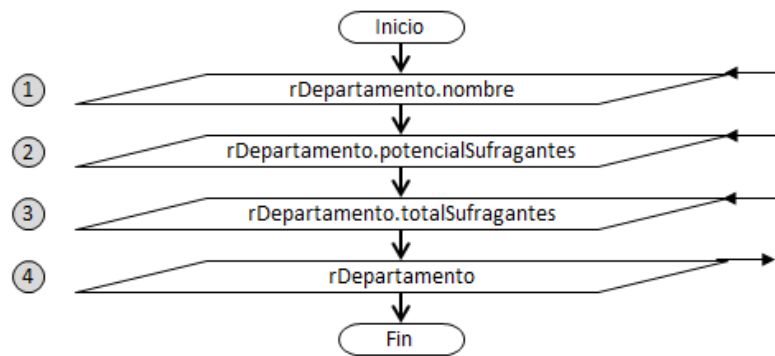 Inicio
1 rDepartamento.nombre
2 rDepartamento.potencialSufragantes
3 rDepartamento.totalSufragantes
4 rDepartamento
Fin